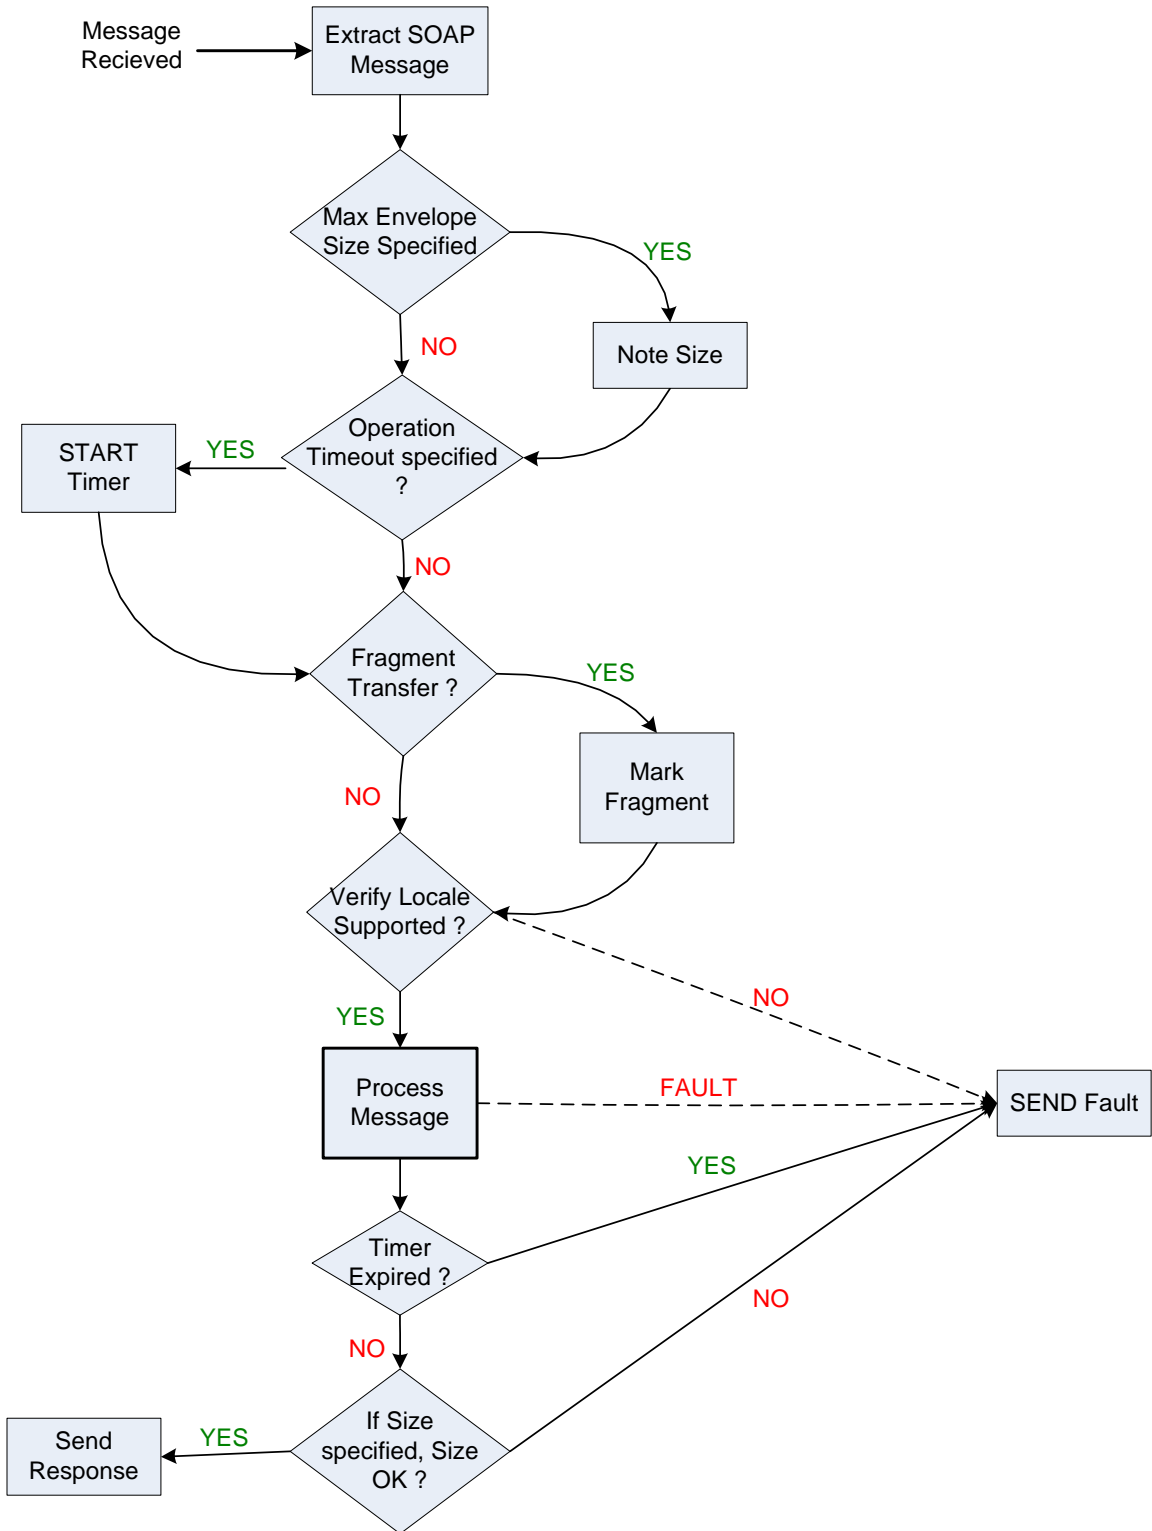 Message
Recieved
Extract SOAP
Message
Max Envelope
Size Specified
YES
NO
Note Size
Operation
Timeout specified
?
YES
START
Timer
NO
Fragment
Transfer ?
YES
Mark
Fragment
NO
Verify Locale
Supported ?
NO
YES
Process
Message
FAULT
SEND Fault
YES
Timer
Expired ?
NO
NO
If Size
specified, Size
OK ?
YES
Send
Response